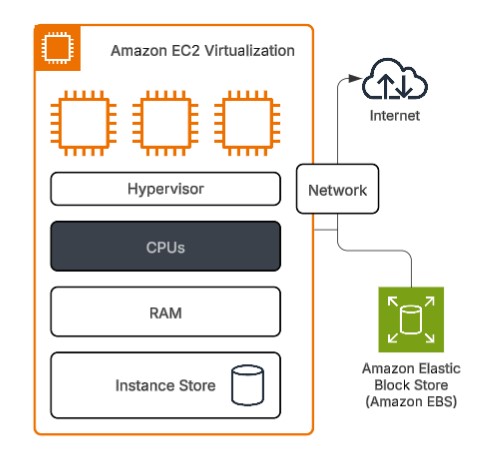 Amazon EC2 Virtualization
Internet
Hypervisor
Network
CPUs
RAM
Instance Store
Amazon Elastic
Block Store
(Amazon EBS)